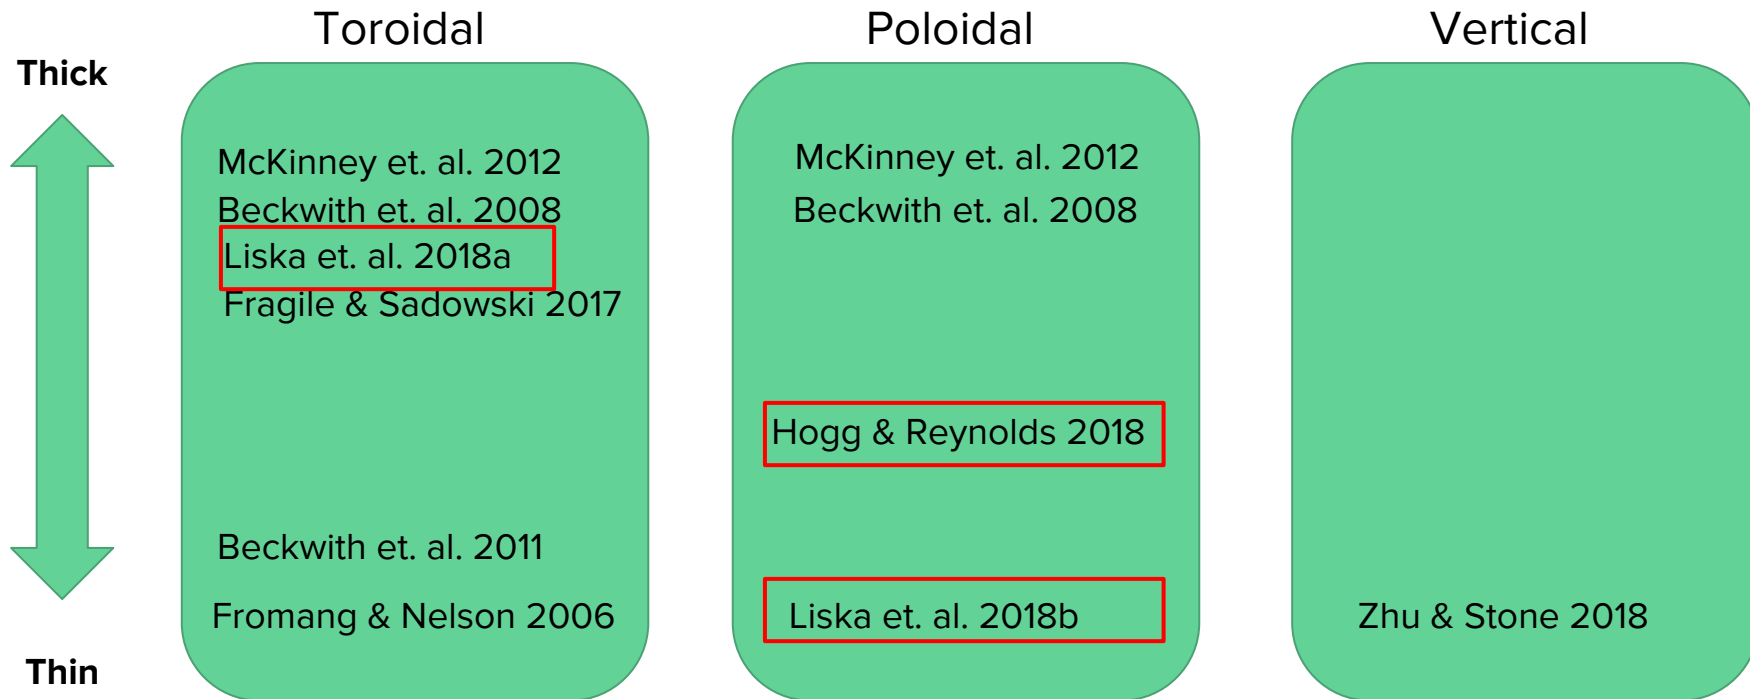 Toroidal
Poloidal
Vertical
Thick
McKinney et. al. 2012
Beckwith et. al. 2008
Liska et. al. 2018a
Fragile & Sadowski 2017
Beckwith et. al. 2011
Fromang & Nelson 2006
McKinney et. al. 2012
Beckwith et. al. 2008
Hogg & Reynolds 2018
Liska et. al. 2018b
Zhu & Stone 2018
Thin